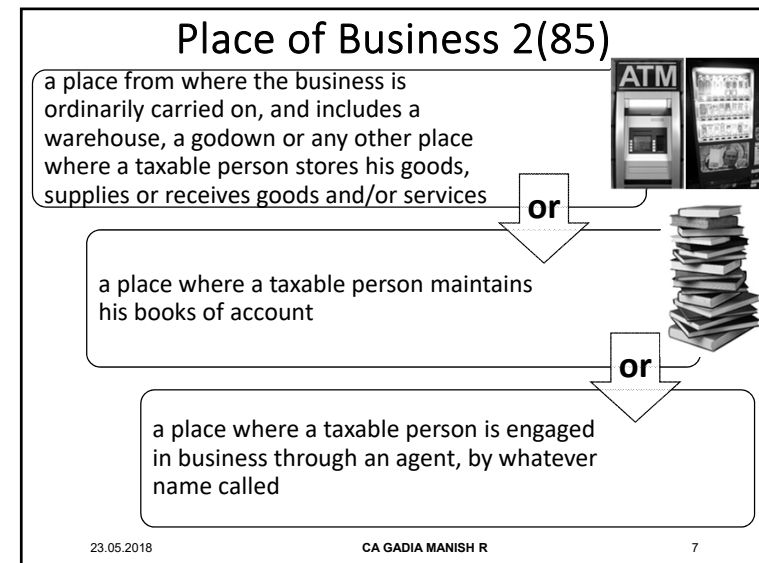 Place of Business 2(85)
a place from where the business is
ordinarily carried on, and includes a
warehouse, a godown or any other place
where a taxable person stores his goods,
supplies or receives goods and/or services
ATM
or
a place where a taxable person maintains
his books of account
or
a place where a taxable person is engaged
in business through an agent, by whatever
name called
23.05.2018 CA GADIA MANISH R 7